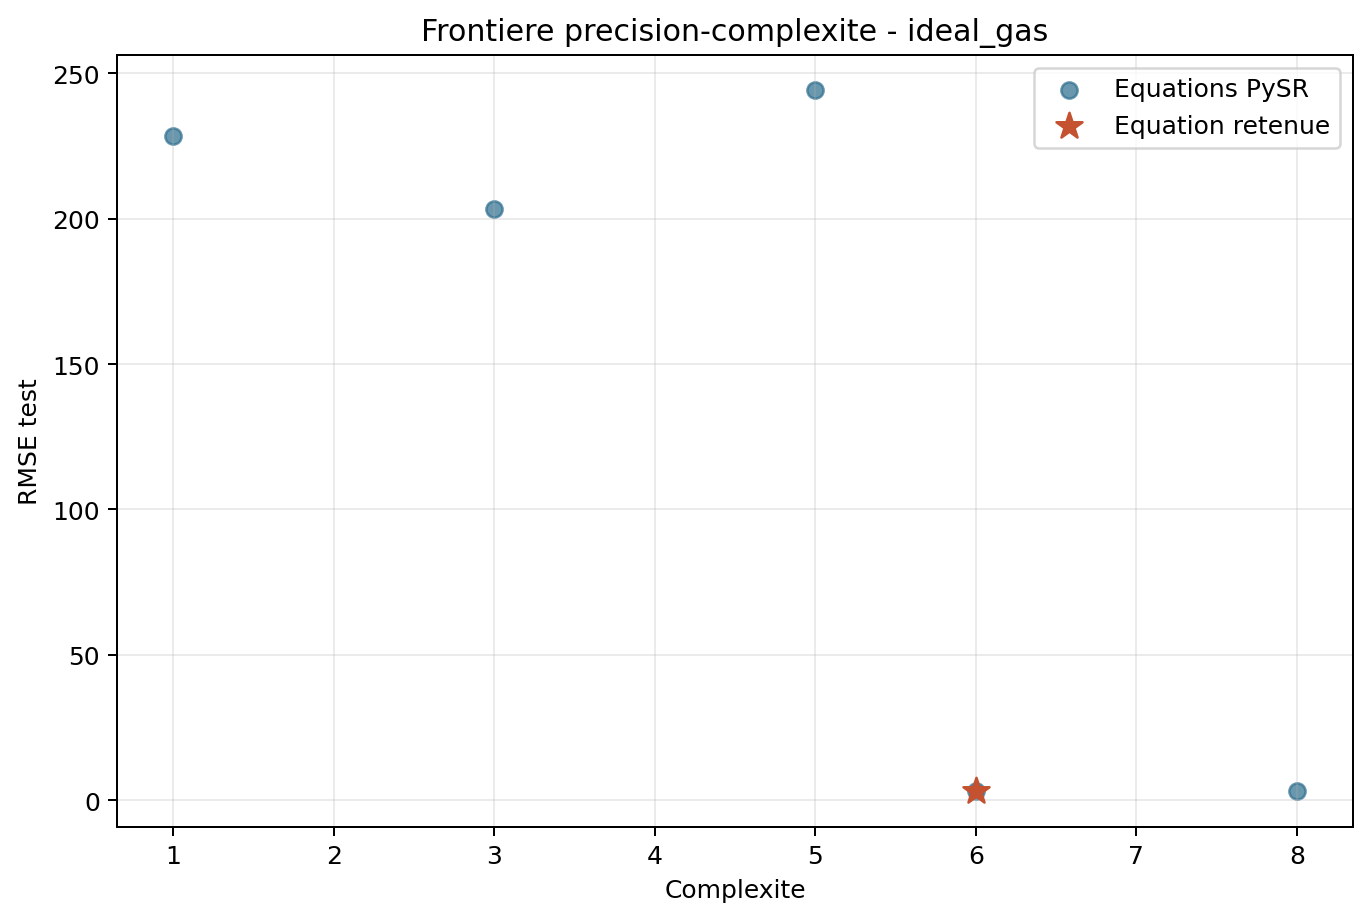 Frontiere precision-complexite - ideal_gas
Equations PySR
Equation retenue
RMSE test
250
200
150
100
50
0
1 2 3 4 5 6 7 8
Complexite